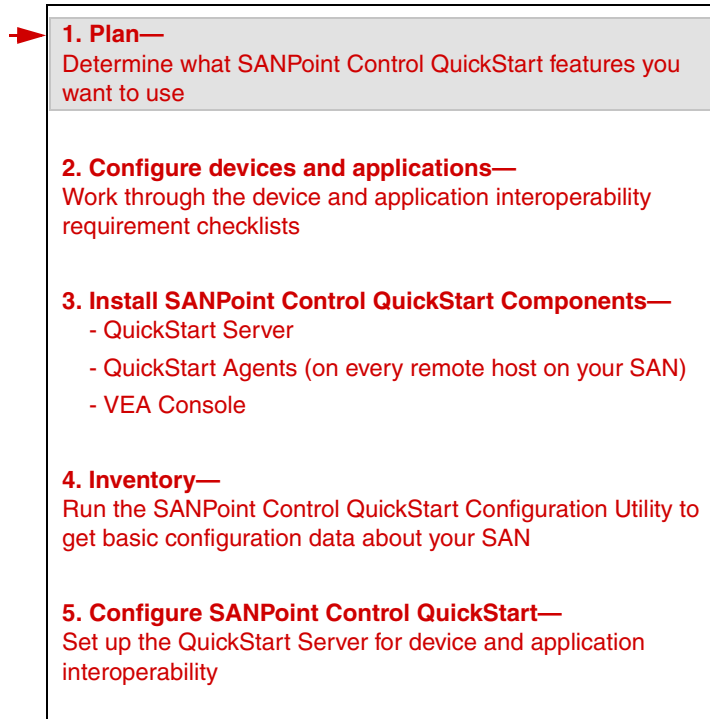 1. Plan—
Determine what SANPoint Control QuickStart features you
want to use
2. Configure devices and applications—
Work through the device and application interoperability
requirement checklists
3. Install SANPoint Control QuickStart Components—
- QuickStart Server
- QuickStart Agents (on every remote host on your SAN)
- VEA Console
4. Inventory—
Run the SANPoint Control QuickStart Configuration Utility to
get basic configuration data about your SAN
5. Configure SANPoint Control QuickStart—
Set up the QuickStart Server for device and application
interoperability